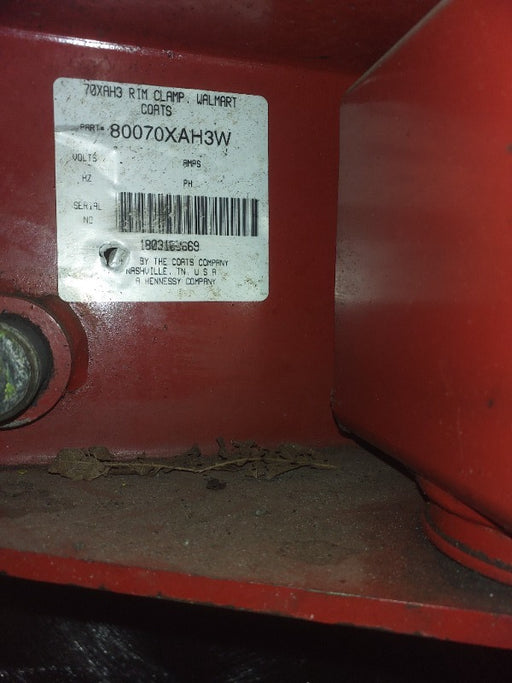 70XAH3 RIM CLAMP. WALMART
COATS
PART# 80070XAH3W
VOLTS AMPS
HZ PH
SERIAL
NO
BY THE COATS COMPANY
NASHVILLE, TN. U S A
A HENNESSY COMPANY